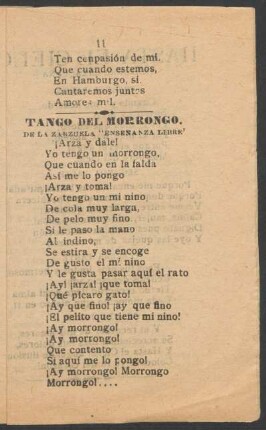 11
Ten cenpasión de mi.
Que cuando estemos,
En Hamburgo, si.
Cantaremos juntos
Amores mil.
TANGO DEL MORRONGO.
DE LA ZARZUELA "ENSEÑANZA LIBRE'
¡Arza y dale!
Yo tengo un morrongo,
Que cuando en la falda
Así me lo pongo
¡Arza y toma!
Yo tengo un mi nino
De cola muy larga,
De pelo muy fino
Si le paso la mano
Al indino,
Se estira y se encoge
De gusto el mi nino
Y le gusta pasar aquí el rato
¡Ay! ¡arza! ¡que toma!
¡Qué pícaro gato!
¡Ay que fino! ¡ay que fino
¡El pelito que tiene mi nino!
¡Ay morrongo!
¡Ay morrongo!
Que contento
Si aquí me lo pongo!
¡Ay morrongo! Morrongo
Morrongo!....